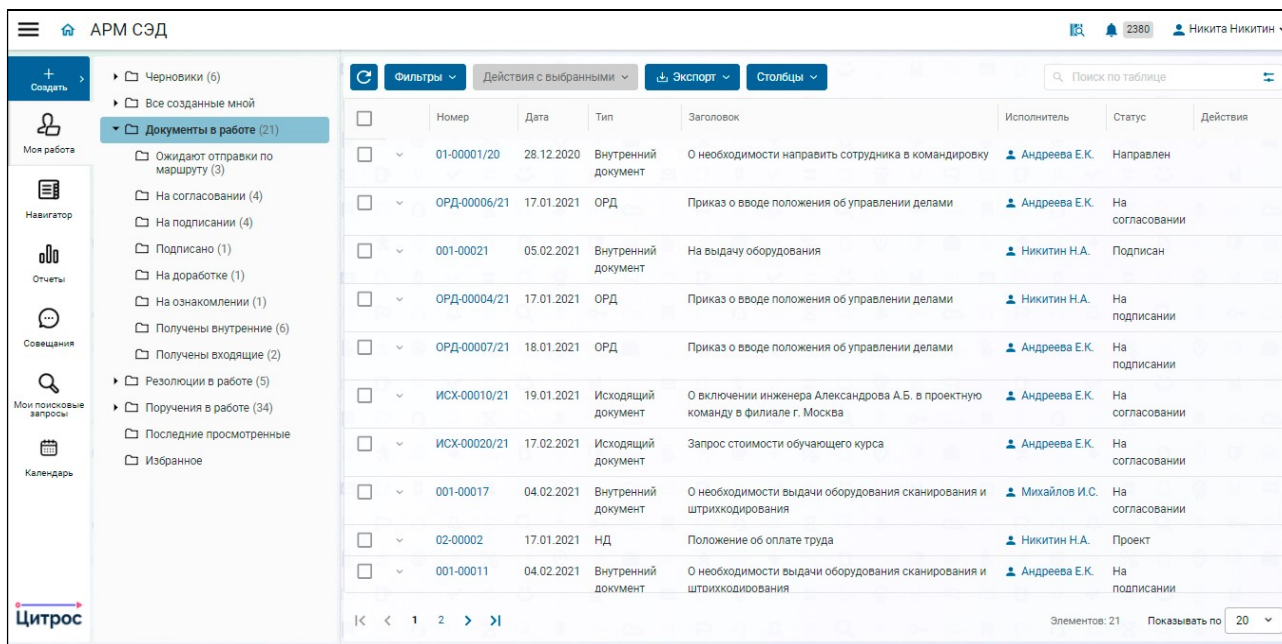 АРМ СЭД
2380
Никита Никитин
+
Создать
Моя работа
Навигатор
Отчеты
Совещания
Мои поисковые
запросы
Календарь
Цитрос
Черновики (6)
Все созданные мной
Документы в работе (21)
Ожидают отправки по
маршруту (3)
На согласовании (4)
На подписании (4)
Подписано (1)
На доработке (1)
На ознакомлении (1)
Получены внутренние (6)
Получены входящие (2)
Резолюции в работе (5)
Поручения в работе (34)
Последние просмотренные
Избранное
Фильтры Действия с выбранными Экспорт Столбцы Поиск по таблице
Номер Дата Тип Заголовок Исполнитель Статус Действия
01-00001/20 28.12.2020 Внутренний О необходимости направить сотрудника в командировку Андреева Е.К. Направлен
документ
ОРД-00006/21 17.01.2021 ОРД Приказ о вводе положения об управлении делами Андреева Е.К. На
согласовании
001-00021 05.02.2021 Внутренний На выдачу оборудования Никитин Н.А. Подписан
документ
ОРД-00004/21 17.01.2021 ОРД Приказ о вводе положения об управлении делами Никитин Н.А. На
подписании
ОРД-00007/21 18.01.2021 ОРД Приказ о вводе положения об управлении делами Андреева Е.К. На
подписании
ИСХ-00010/21 19.01.2021 Исходящий О включении инженера Александрова А.Б. в проектную Андреева Е.К. На
документ команду в филиале г. Москва согласовании
ИСХ-00020/21 17.02.2021 Исходящий Запрос стоимости обучающего курса Андреева Е.К. На
документ согласовании
001-00017 04.02.2021 Внутренний О необходимости выдачи оборудования сканирования и Михайлов И.С. На
документ штрихкодирования согласовании
02-00002 17.01.2021 НД Положение об оплате труда Никитин Н.А. Проект
001-00011 04.02.2021 Внутренний О необходимости выдачи оборудования сканирования и Андреева Е.К. На
документ штрихкодирования подписании
1 2 Элементов: 21 Показывать по 20